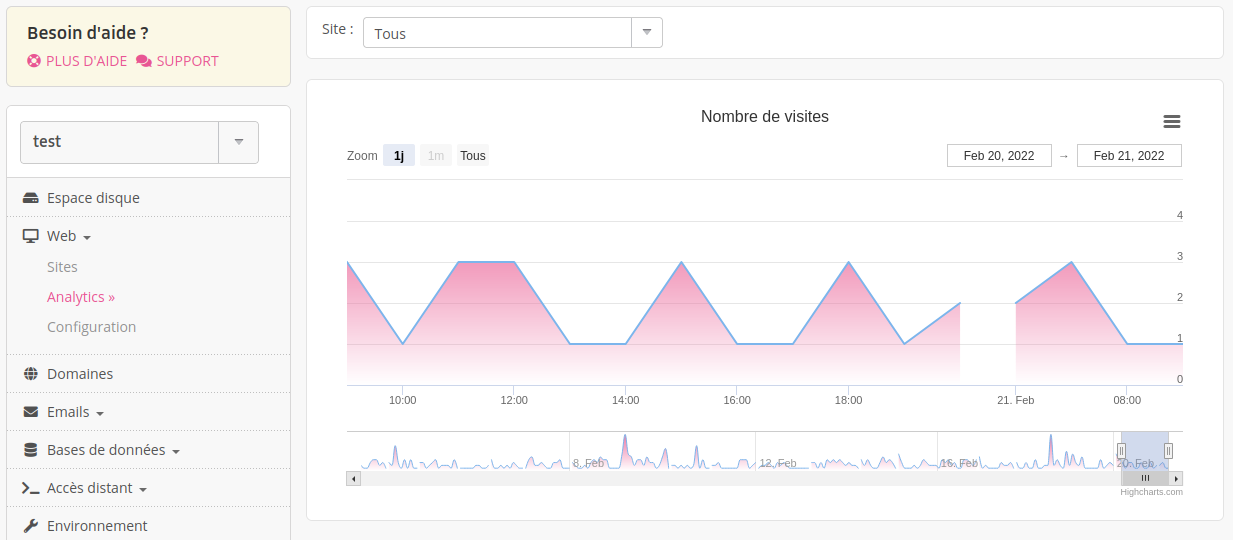 Besoin d'aide ?
PLUS D'AIDE SUPPORT
test
Espace disque
Web
Sites
Analytics »
Configuration
Domaines
Emails
Bases de données
Accès distant
Environnement
Site : Tous
Nombre de visites
Zoom 1j 1m Tous
Feb 20, 2022 → Feb 21, 2022
4
3
2
1
0
10:00 12:00 14:00 16:00 18:00 21. Feb 08:00
8. Feb 12. Feb 16. Feb 20. Feb
Highcharts.com